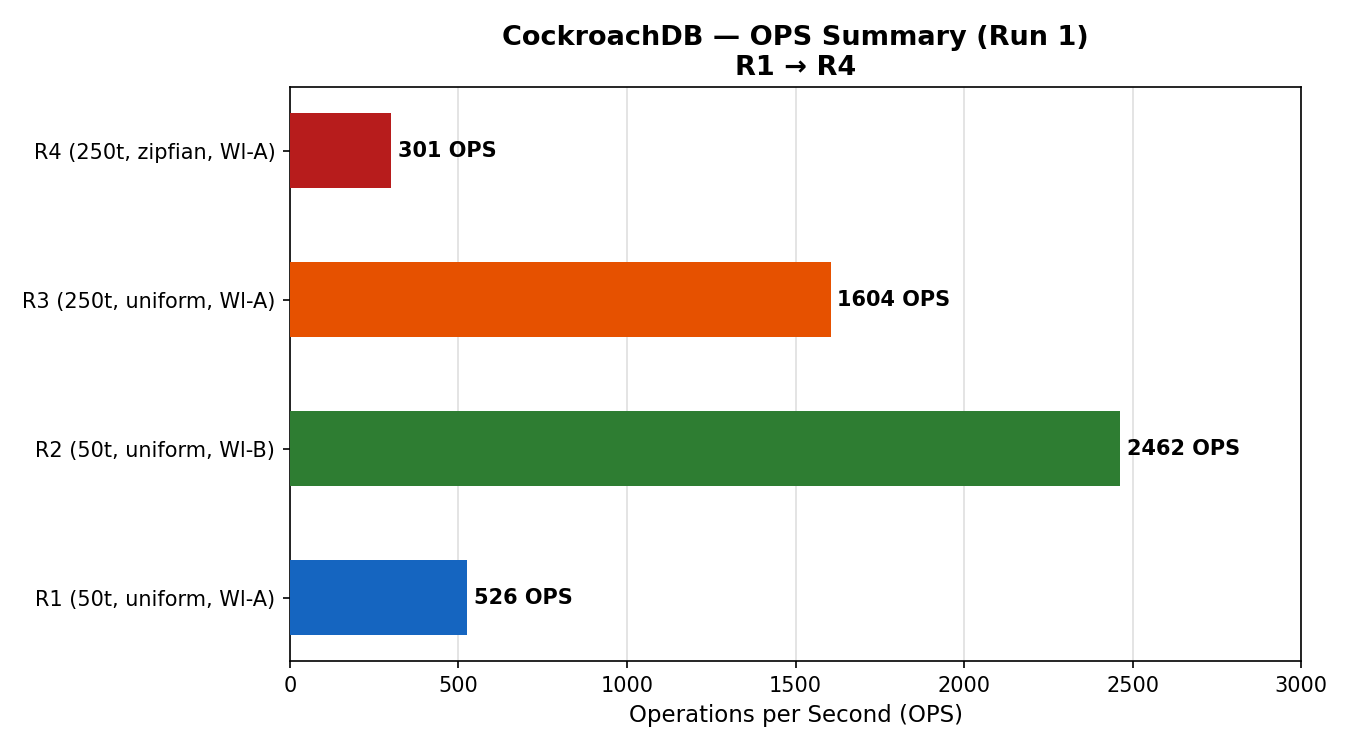 CockroachDB — OPS Summary (Run 1)
R1 → R4
R4 (250t, zipfian, Wl-A)
301 OPS
R3 (250t, uniform, Wl-A)
1604 OPS
R2 (50t, uniform, Wl-B)
2462 OPS
R1 (50t, uniform, Wl-A)
526 OPS
0 500 1000 1500 2000 2500 3000
Operations per Second (OPS)